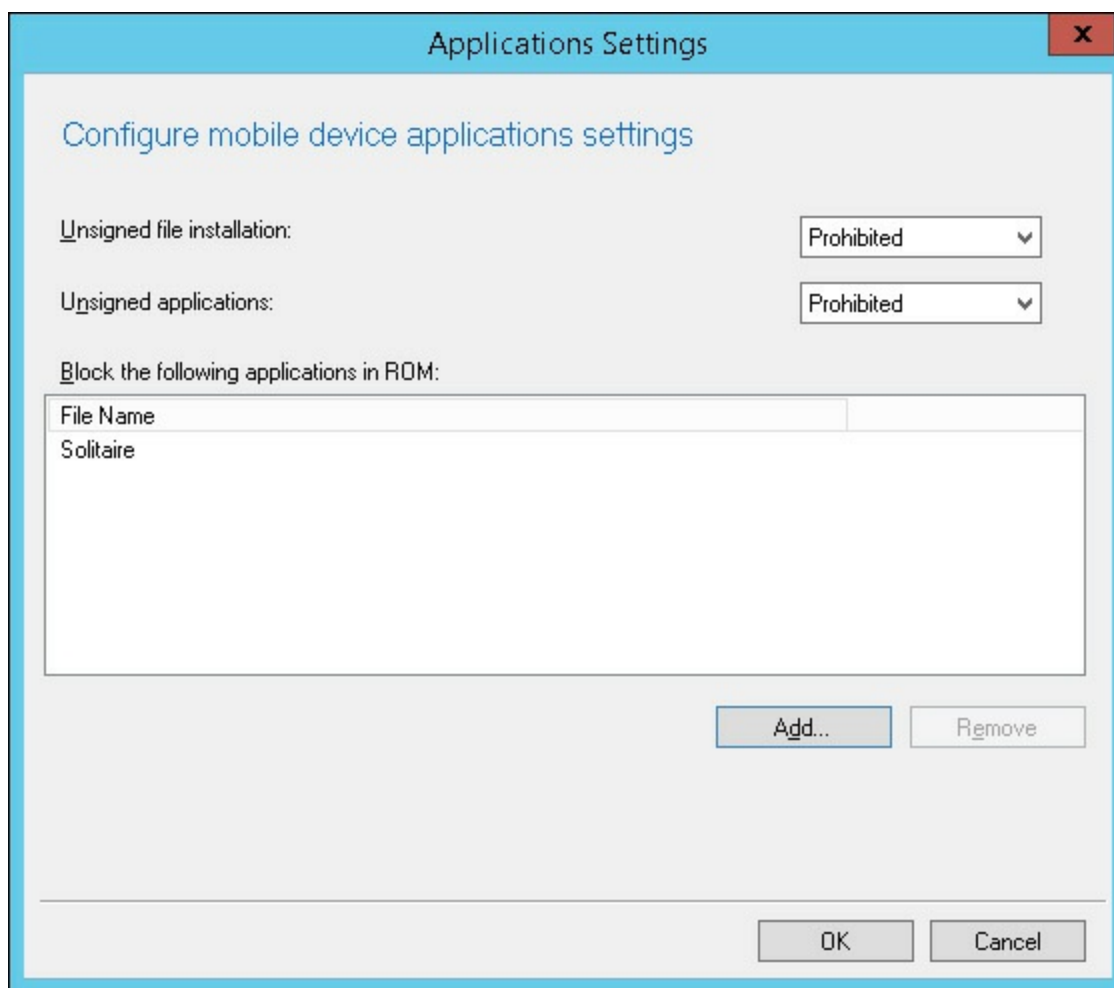 Applications Settings
x
Configure mobile device applications settings
Unsigned file installation:
Prohibited
Unsigned applications:
Prohibited
Block the following applications in ROM:
File Name
Solitaire
Add...
Remove
OK
Cancel